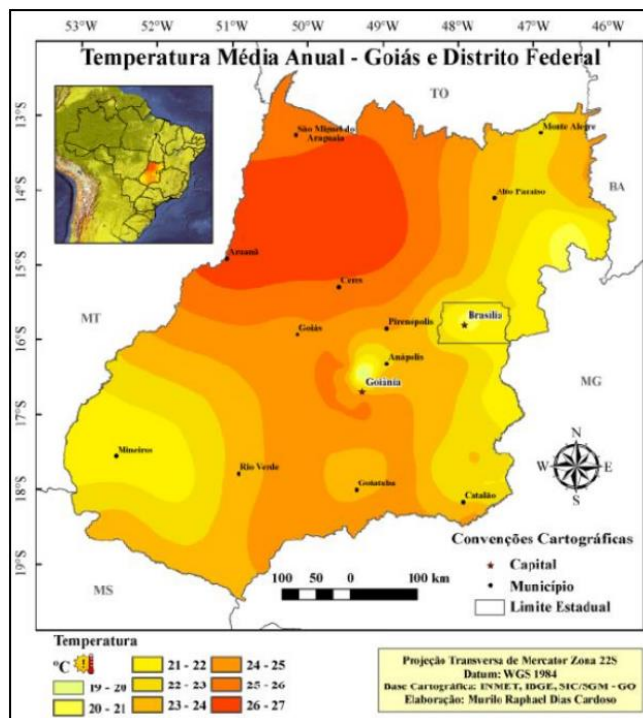 53°W 52°W 51°W 50°W 49°W 48°W 47°W 46°W
Temperatura Média Anual - Goiás e Distrito Federal
TO
13°S
São Miguel do
Araguaia
Monte Alegre
14°S
Alto Paraíso
BA
Aruanã
15°S
Ceres
MT
Goiás
Pirenopolis
Brasília
16°S
Anápolis
Goiânia
MG
17°S
Mineiros
N
W E
S
Rio Verde
18°S
Goiatuba
Catalão
Convenções Cartográficas
Capital
Município
Limite Estadual
19°S
MS
100 50 0 100 km
Temperatura
ºC
19 - 20
20 - 21
21 - 22
22 - 23
23 - 24
24 - 25
25 - 26
26 - 27
Projeção Transversa de Mercator Zona 22S
Datum: WGS 1984
Base Cartográfica: INMET, IBGE, SIC/SGM - GO
Elaboração: Murilo Raphael Dias Cardoso